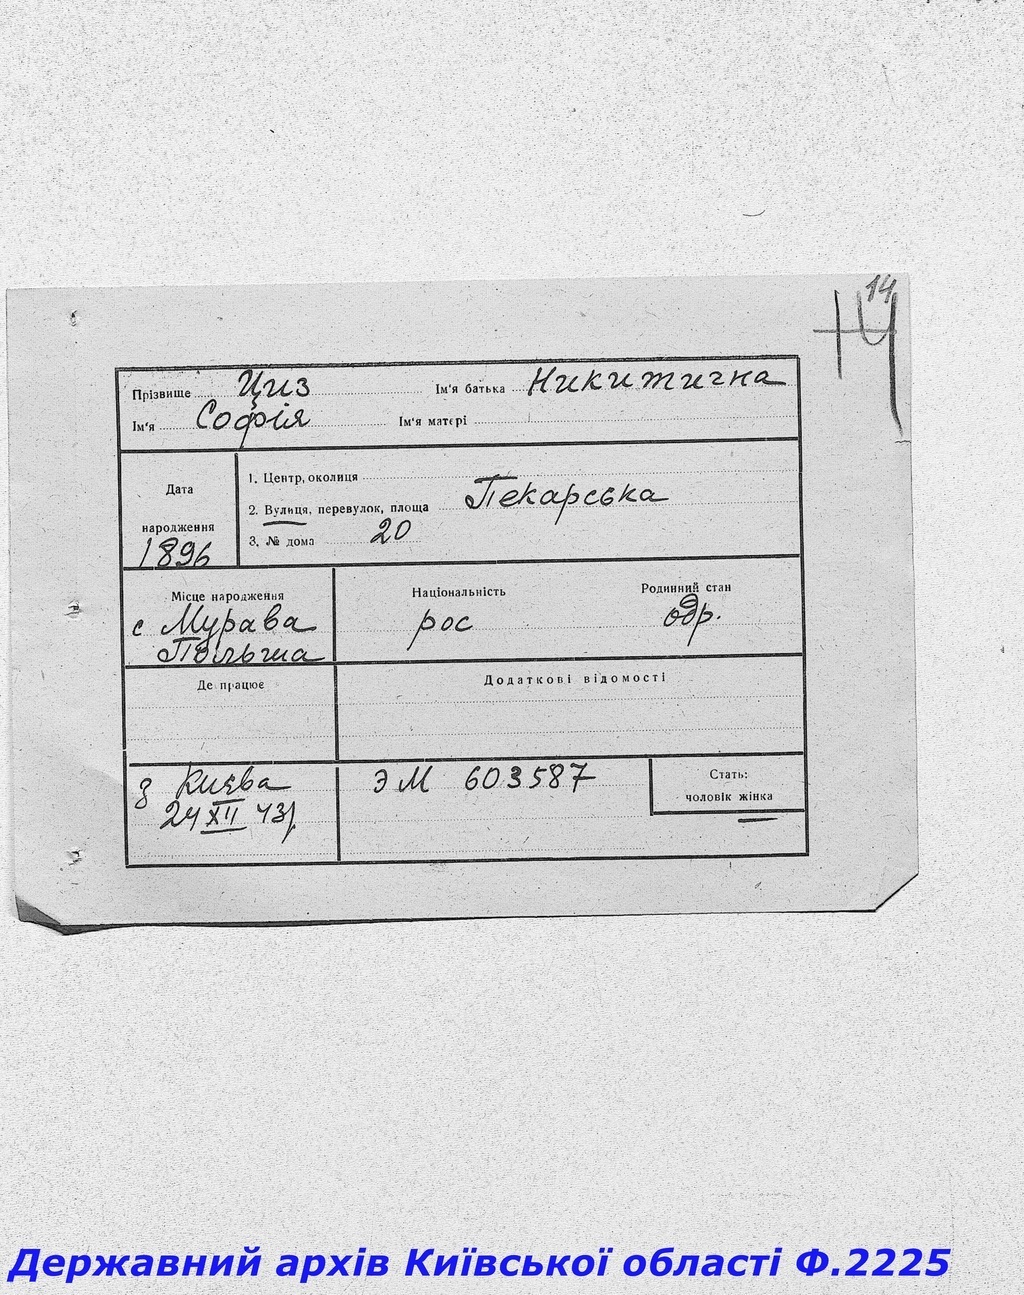 14
Прізвище Циз Ім'я батька Никитична
Ім'я Софія Ім'я матері
Дата народження 1896
1. Центр, околиця
2. Вулиця, перевулок, площа Пекарська
3. № дома 20
Місце народження
с Мурава
Польша
Національність
рос
Родинний стан
одр.
Де працює
Додаткові відомості
з Києва
24 XII 43р
ЭМ 603587
Стать:
чоловік жінка
Державний архів Київської області Ф.2225